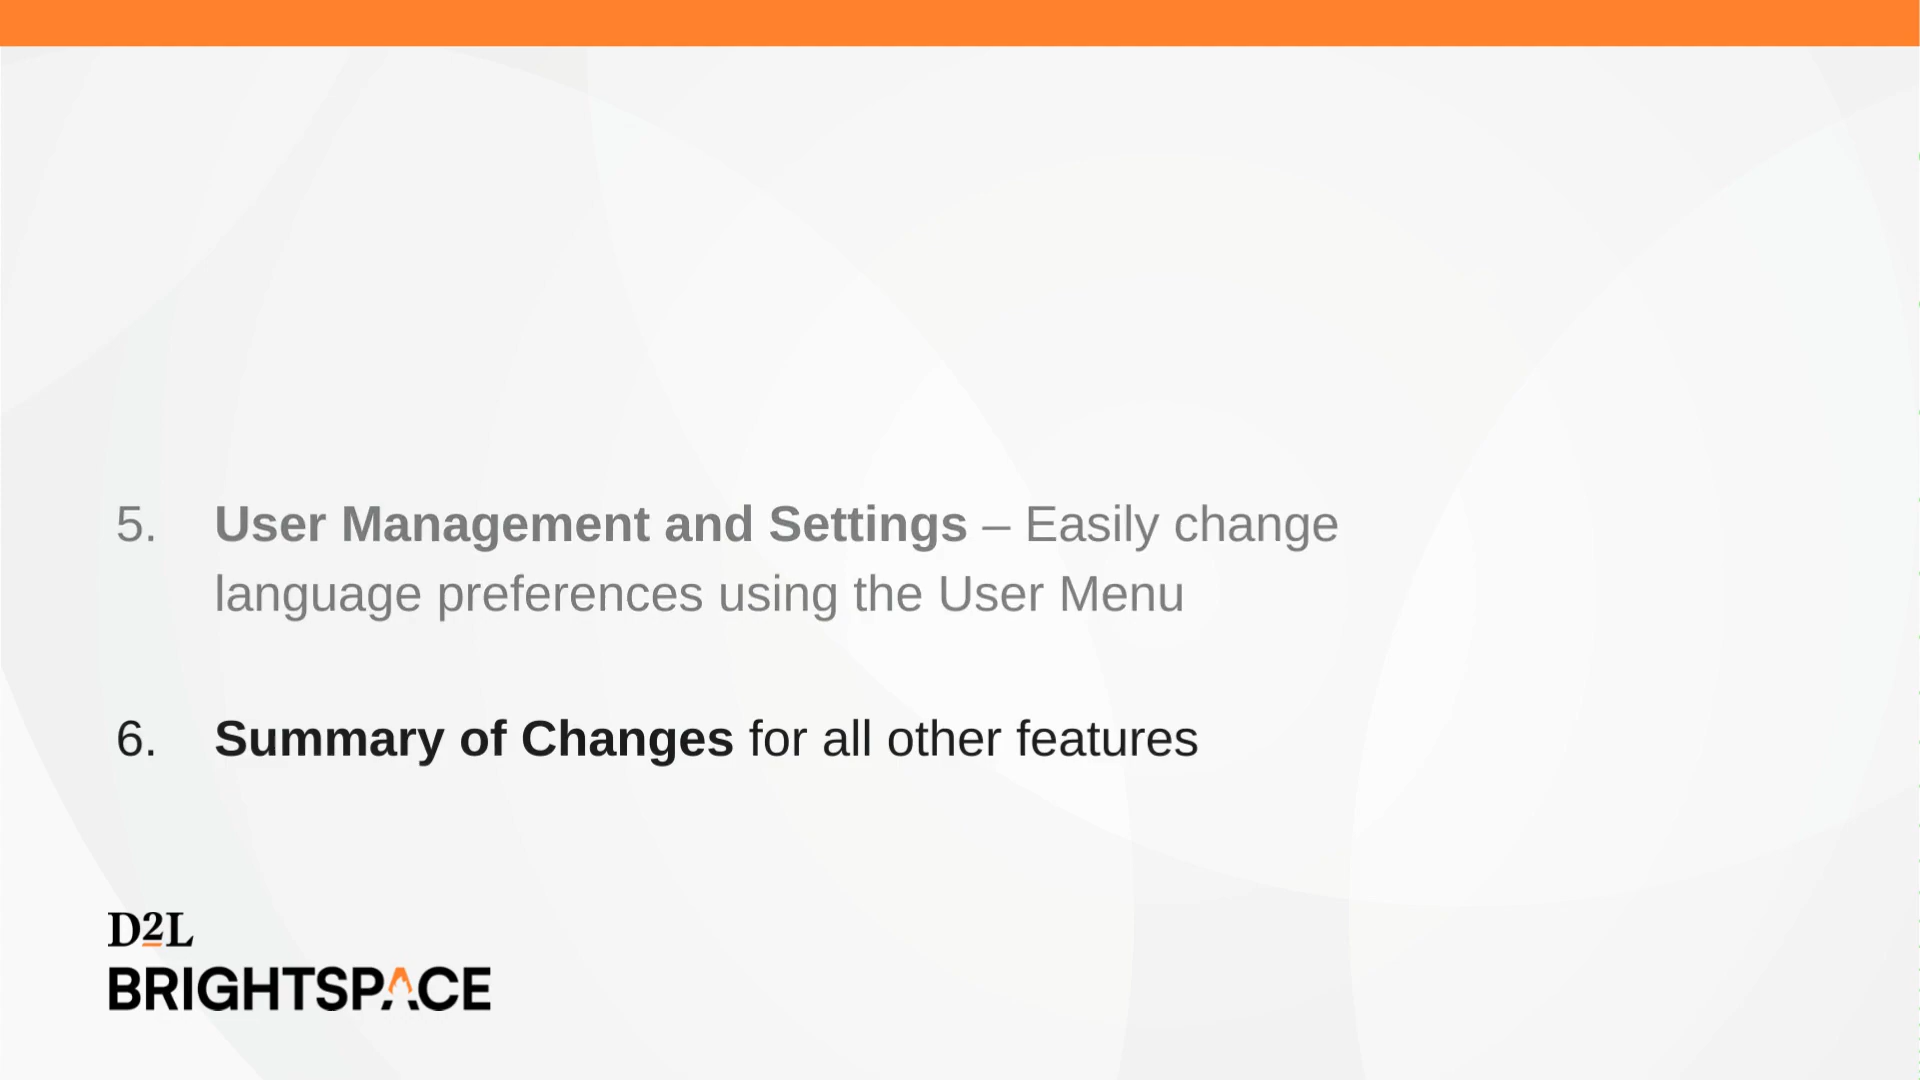 5. User Management and Settings – Easily change
language preferences using the User Menu
6. Summary of Changes for all other features
D2L
BRIGHTSPACE